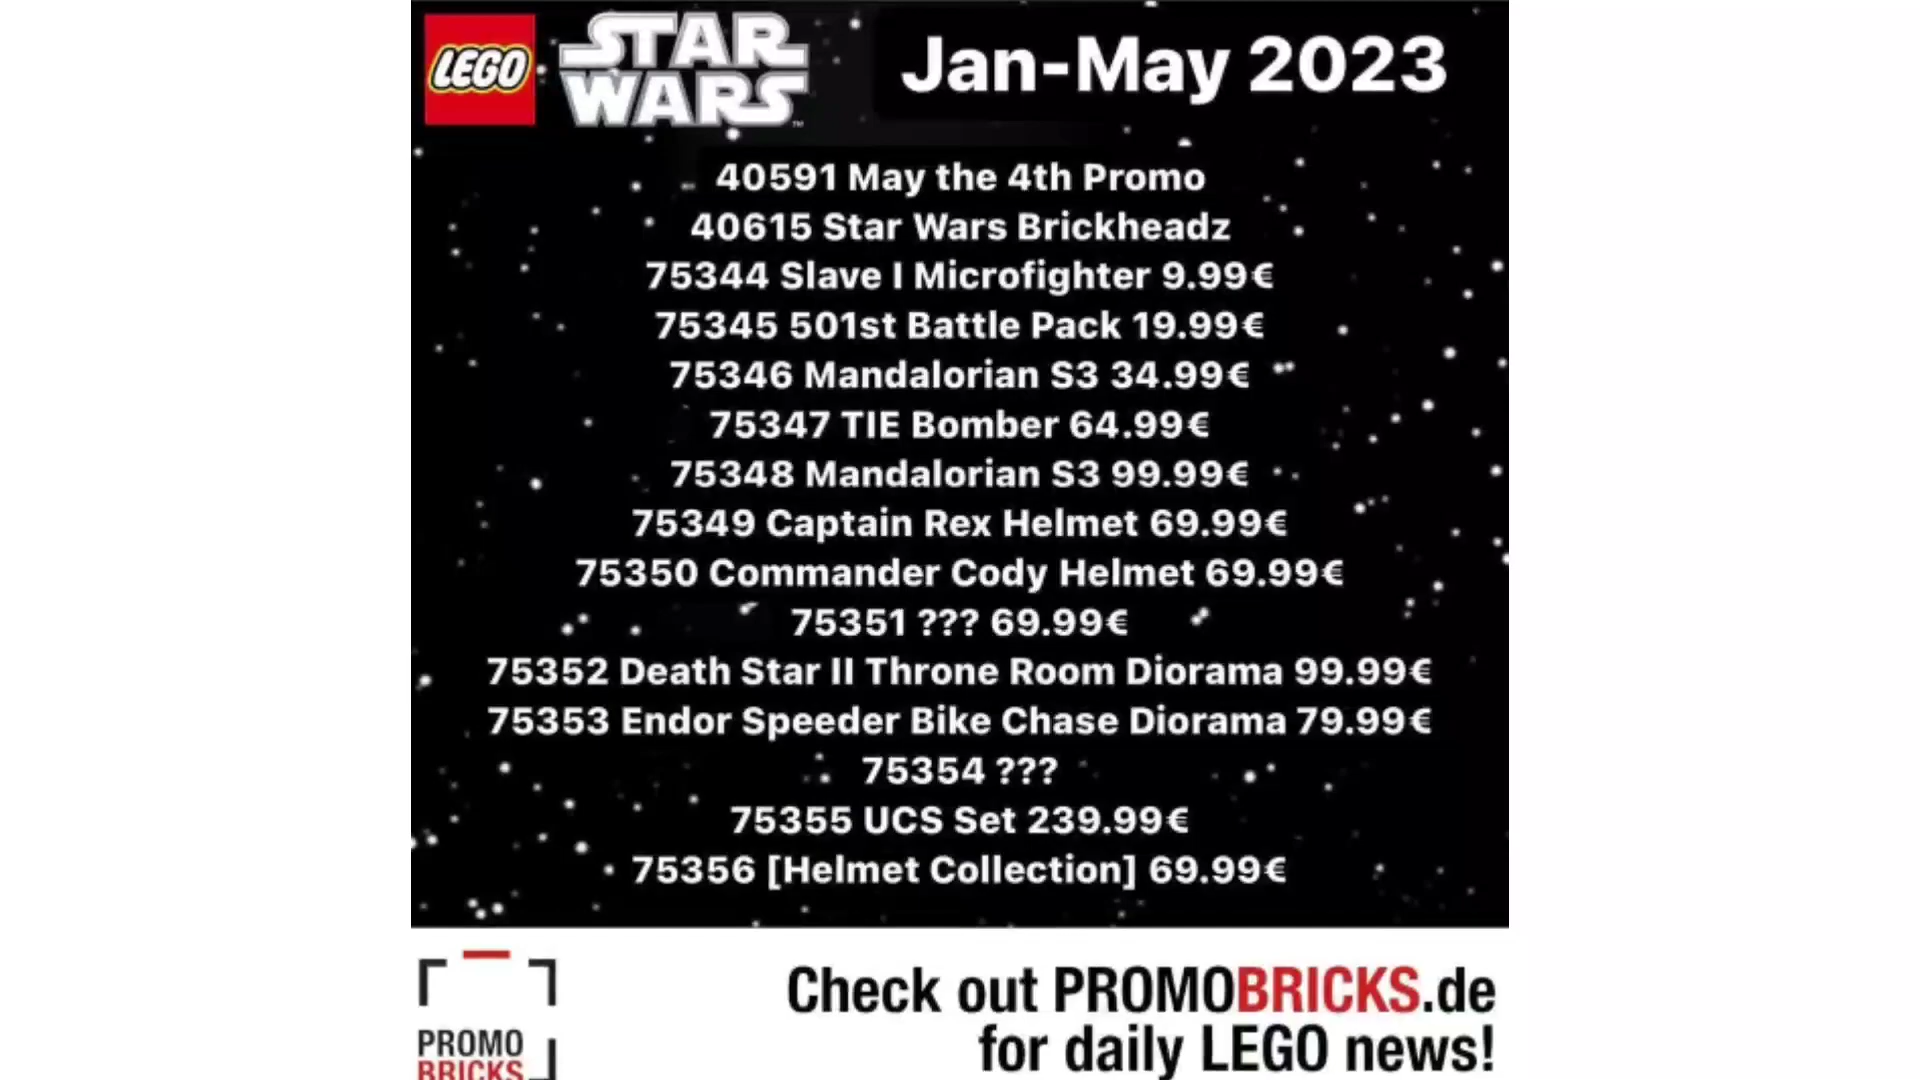 LEGO STAR WARS™ Jan-May 2023
40591 May the 4th Promo
40615 Star Wars Brickheadz
75344 Slave I Microfighter 9.99€
75345 501st Battle Pack 19.99€
75346 Mandalorian S3 34.99€
75347 TIE Bomber 64.99€
75348 Mandalorian S3 99.99€
75349 Captain Rex Helmet 69.99€
75350 Commander Cody Helmet 69.99€
75351 ??? 69.99€
75352 Death Star II Throne Room Diorama 99.99€
75353 Endor Speeder Bike Chase Diorama 79.99€
75354 ???
75355 UCS Set 239.99€
75356 [Helmet Collection] 69.99€
PROMO
BRICKS
Check out PROMOBRICKS.de
for daily LEGO news!